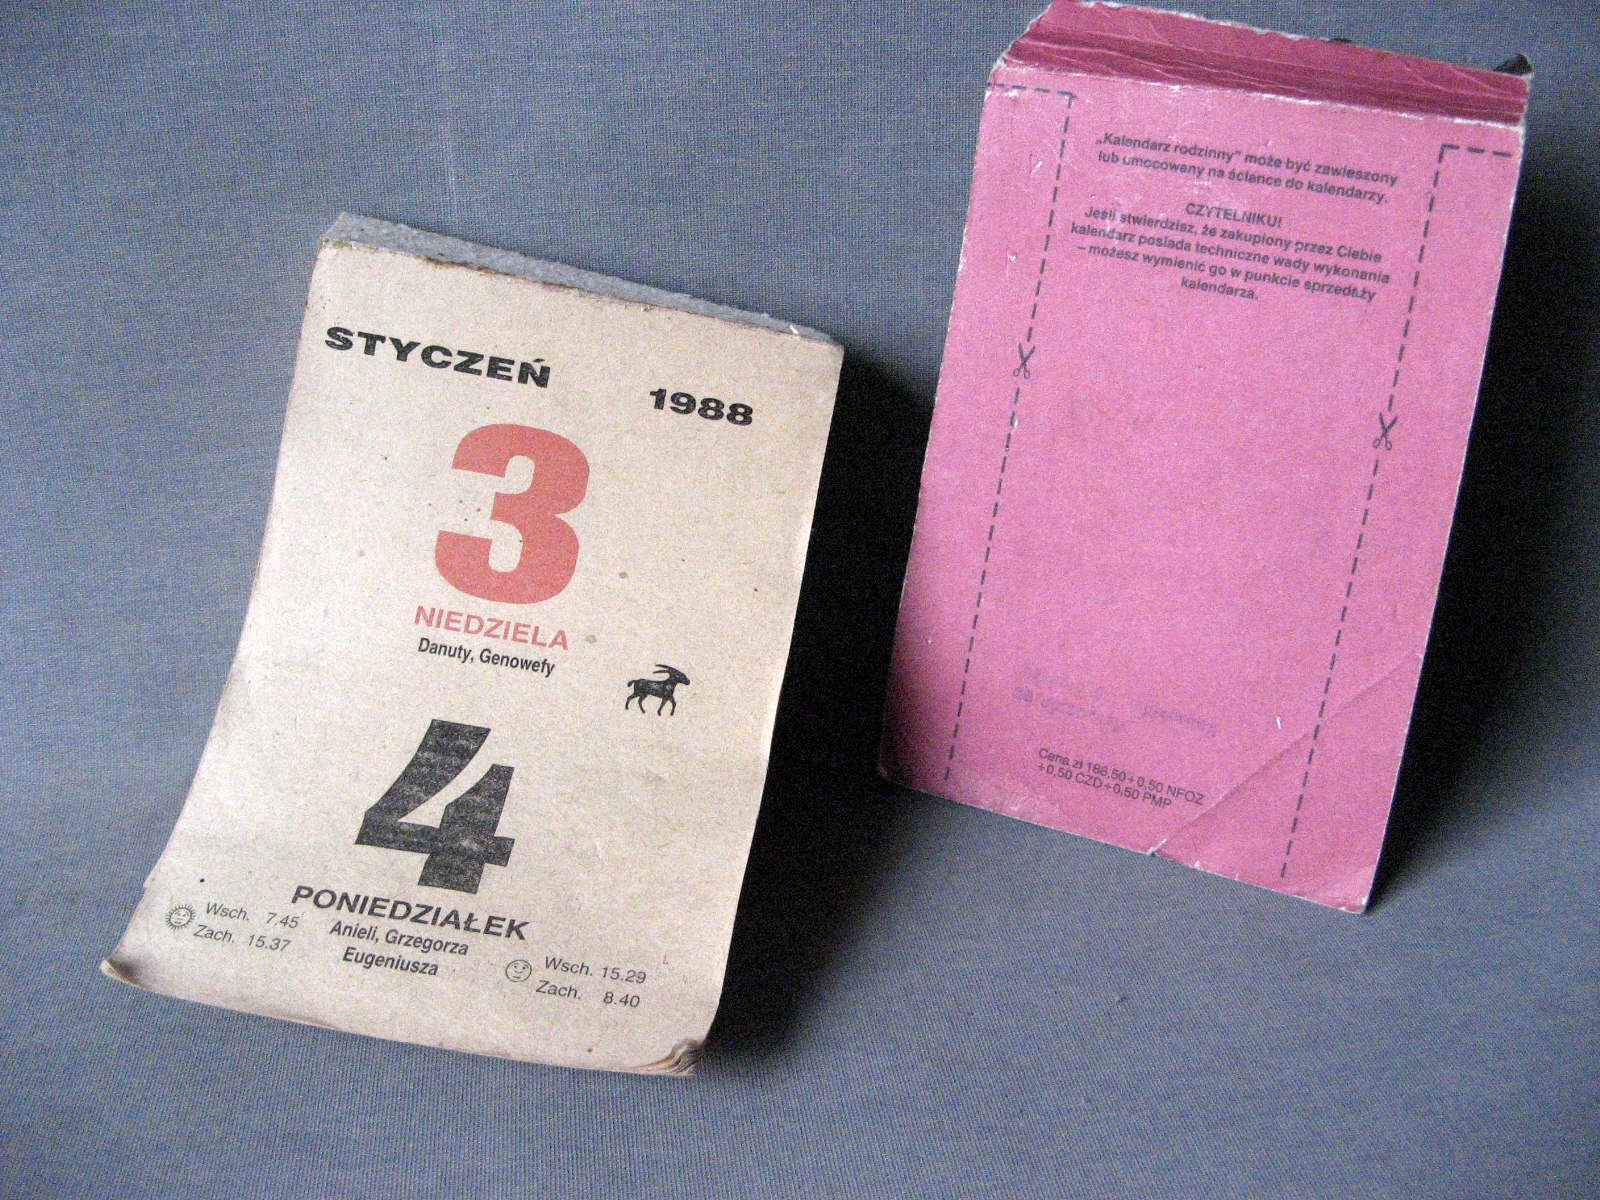 STYCZEŃ
1988
3
NIEDZIELA
Danuty, Genowefy
4
PONIEDZIAŁEK
Anieli, Grzegorza
Eugeniusza
Wsch. 7.45
Zach. 15.37
Wsch. 15.29
Zach. 8.40
„Kalendarz rodzinny” może być zawieszony
lub umocowany na ściance do kalendarzy.
CZYTELNIKU!
Jeśli stwierdzisz, że zakupiony przez Ciebie
kalendarz posiada techniczne wady wykonania
– możesz wymienić go w punkcie sprzedaży
kalendarza.
Cena zł 188.50+0,50 NFOZ
+0,50 CZD+0,50 PMP